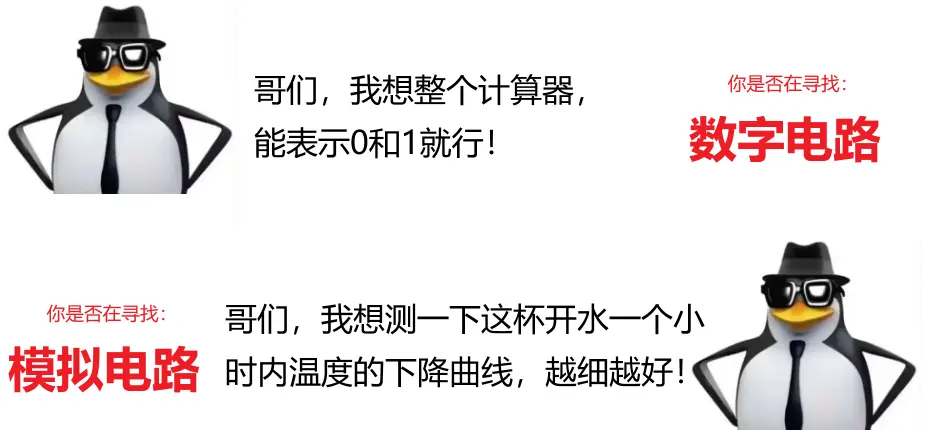 哥们，我想整个计算器，
能表示0和1就行！
你是否在寻找：
数字电路
你是否在寻找：
模拟电路
哥们，我想测一下这杯开水一个小
时内温度的下降曲线，越细越好！